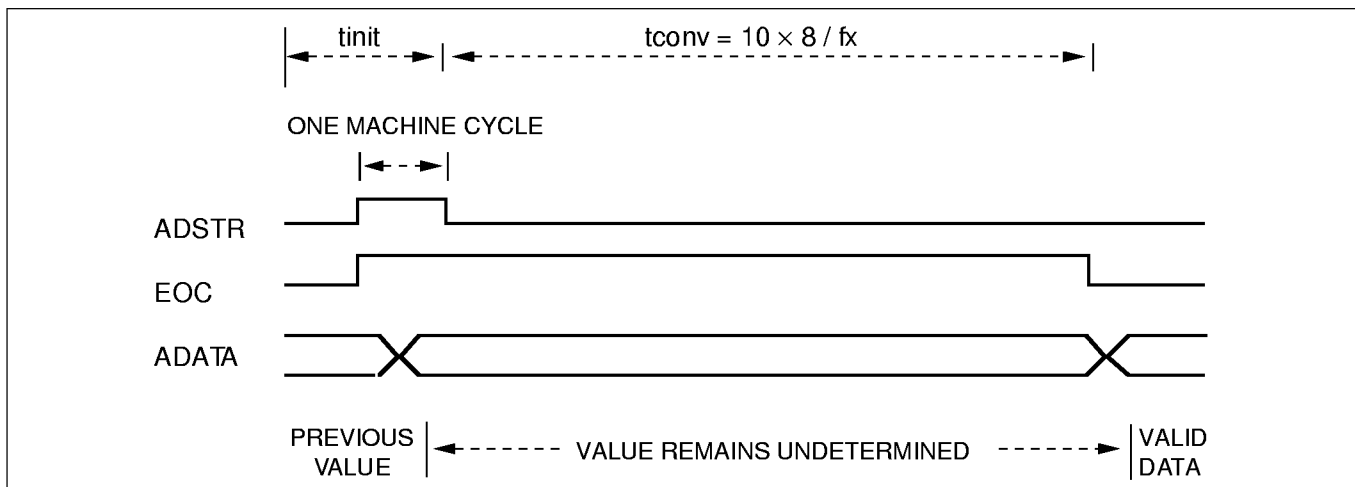 tinit
tconv = 10 × 8 / fx
ONE MACHINE CYCLE
ADSTR
EOC
ADATA
PREVIOUS
VALUE
VALUE REMAINS UNDETERMINED
VALID
DATA